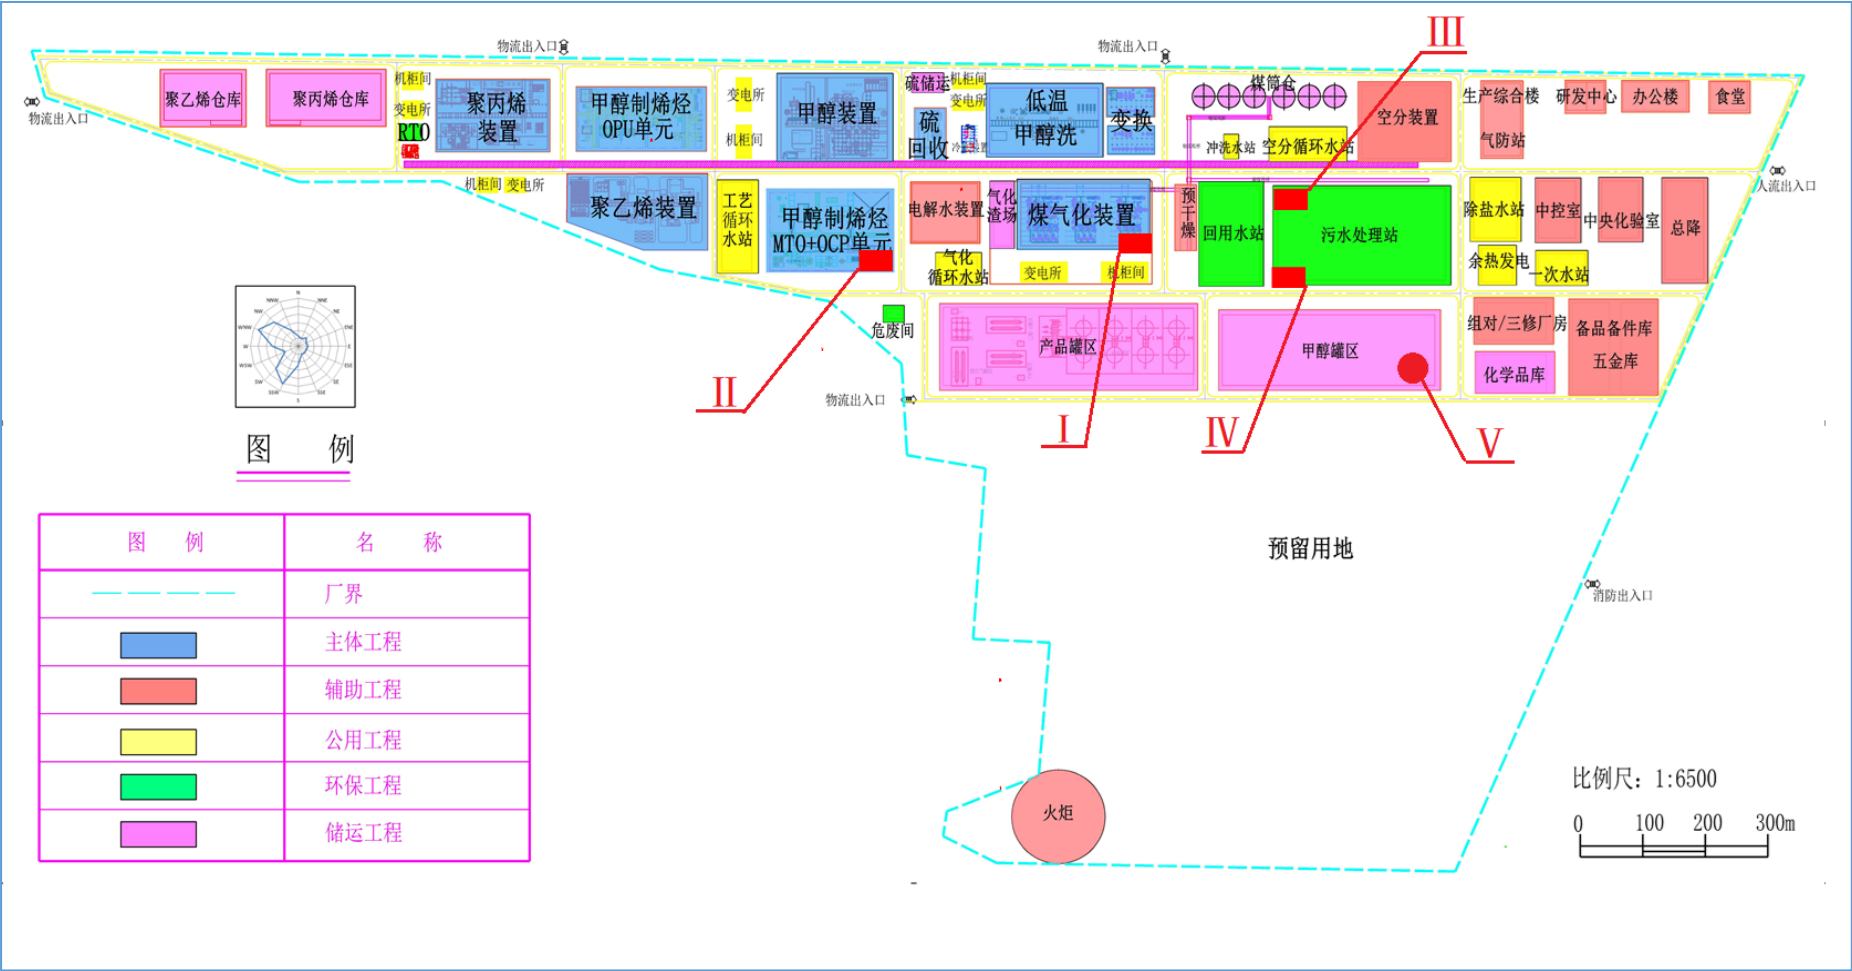 III
物流出入口
物流出入口
物流出入口
聚乙烯仓库
聚丙烯仓库
机柜间
变电所
RTO
聚丙烯
装置
甲醇制烯烃
OPU单元
变电所
机柜间
甲醇装置
硫储运
机柜间
变电所
硫
回收
低温
甲醇洗
变换
煤筒仓
冲洗水站
空分循环水站
空分装置
生产综合楼
气防站
研发中心
办公楼
食堂
人流出入口
机柜间
变电所
聚乙烯装置
工艺
循环
水站
甲醇制烯烃
MTO+OCP单元
电解水装置
气化
渣场
煤气化装置
气化
循环水站
变电所
机柜间
预
干
燥
回用水站
污水处理站
除盐水站
中控室
中央化验室
总降
余热发电
一次水站
危废间
产品罐区
甲醇罐区
组对/三修厂房
化学品库
备品备件库
五金库
物流出入口
II
I
IV
V
N
NNE
NE
ENE
E
ESE
SE
SSE
S
SSW
SW
WSW
W
WNW
NW
NNW
图 例
图 例
名 称
厂界
主体工程
辅助工程
公用工程
环保工程
储运工程
预留用地
消防出入口
火炬
比例尺：1:6500
0 100 200 300m